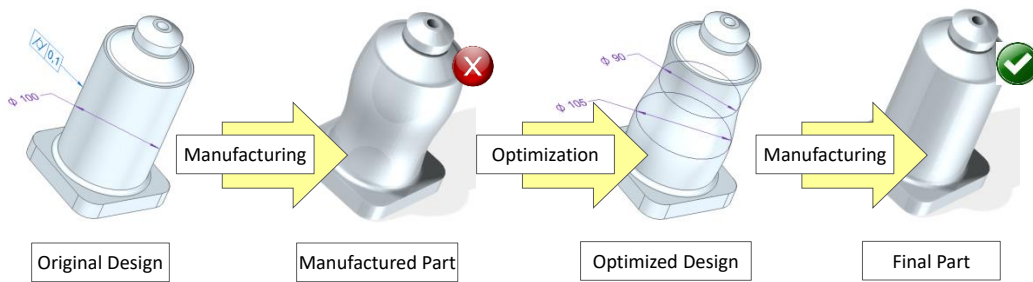 0,1
ϕ 100
Manufacturing
Optimization
ϕ 90
ϕ 105
Manufacturing
Original Design
Manufactured Part
Optimized Design
Final Part